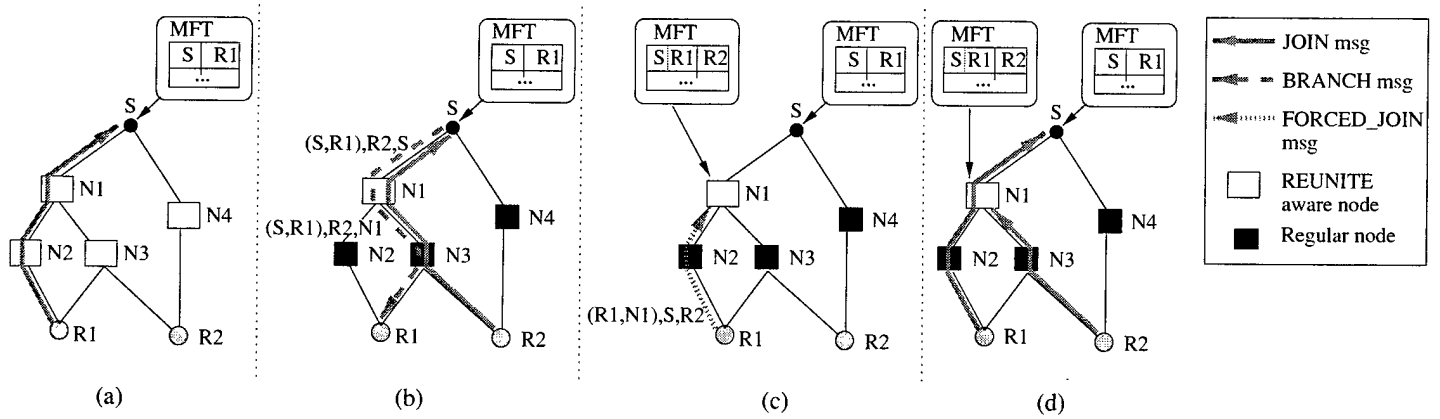 MFT
S R1
...
S
N1
N4
N2
N3
R1
R2
(a)
MFT
S R1
...
S
(S,R1),R2,S
N1
N4
(S,R1),R2,N1
N2
N3
R1
R2
(b)
MFT
S R1 R2
...
MFT
S R1
...
S
N1
N4
N2
N3
(R1,N1),S,R2
R1
R2
(c)
MFT
S R1 R2
...
MFT
S R1
...
S
N1
N4
N2
N3
R1
R2
(d)
JOIN msg
BRANCH msg
FORCED_JOIN
msg
REUNITE
aware node
Regular node